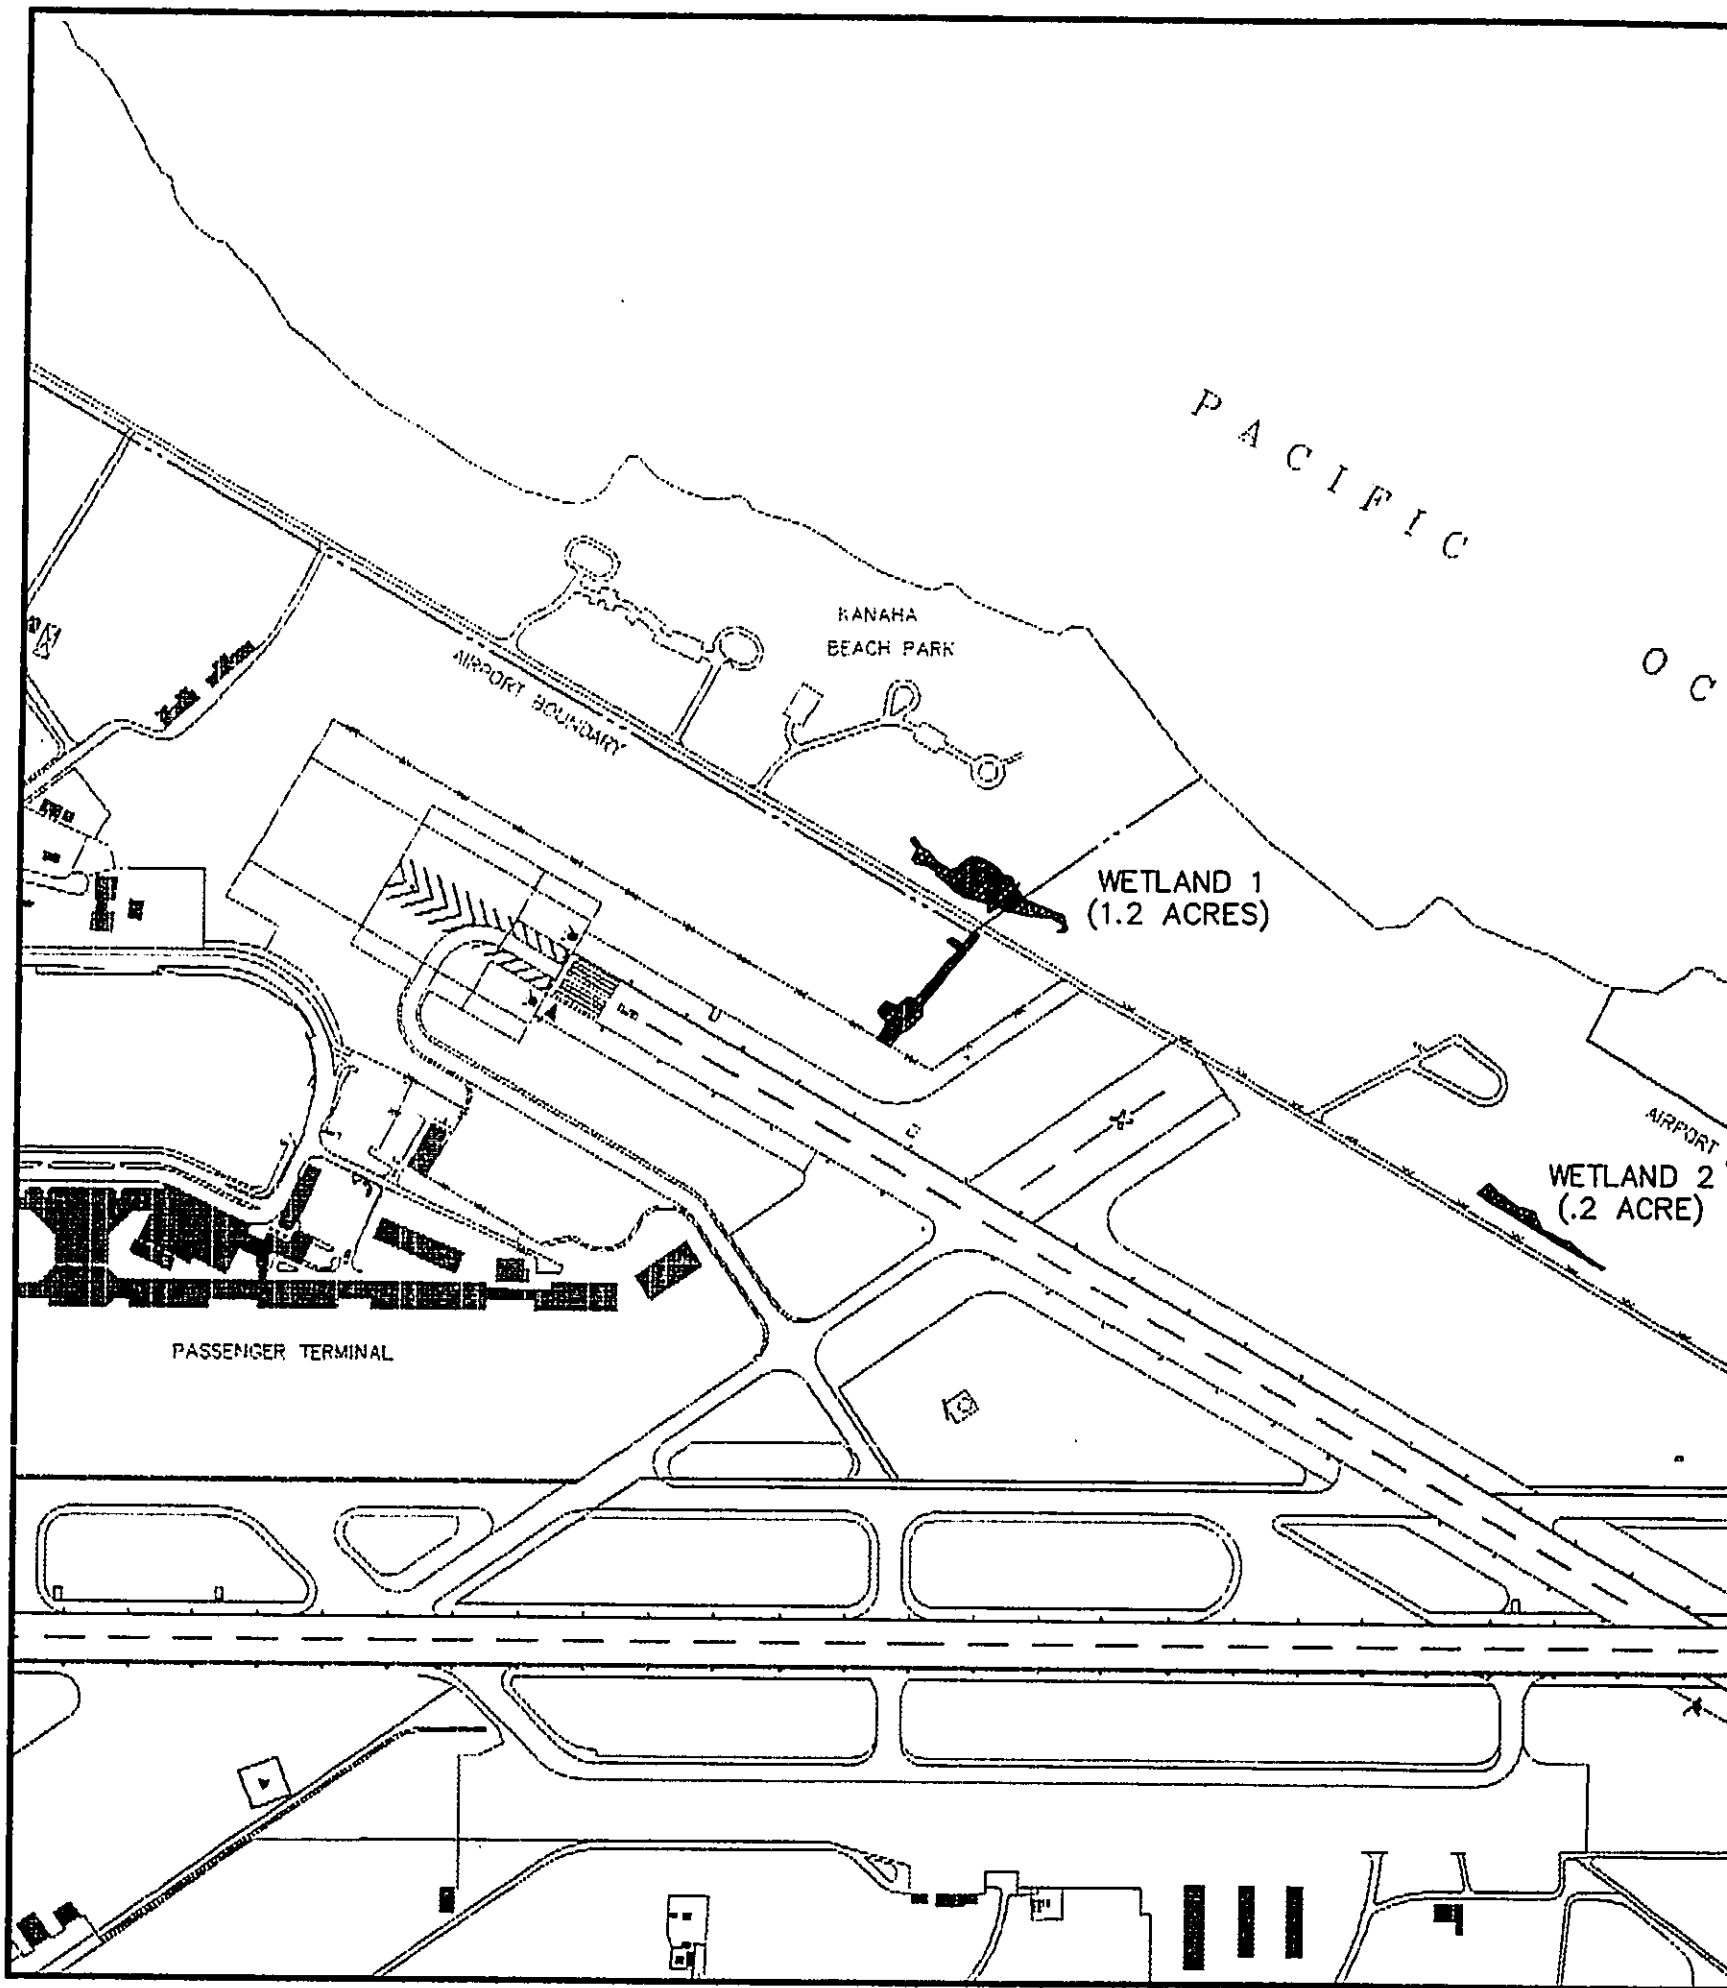 PACIFIC
OC
KANAHA
BEACH PARK
AIRPORT BOUNDARY
WETLAND 1
(1.2 ACRES)
AIRPORT
WETLAND 2
(.2 ACRE)
PASSENGER TERMINAL